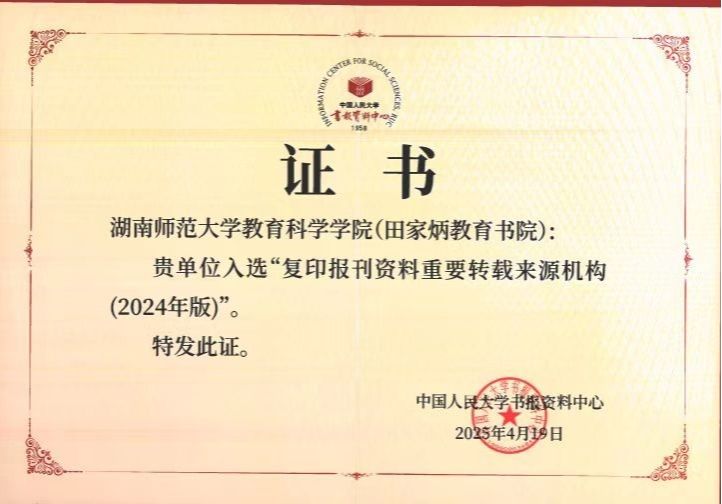 INFORMATION CENTER FOR SOCIAL SCIENCES, RUC
中国人民大学
书报资料中心
1958
证书
湖南师范大学教育科学学院(田家炳教育书院):
贵单位入选“复印报刊资料重要转载来源机构
(2024年版)”。
特发此证。
中国人民大学书报资料中心
2025年4月19日